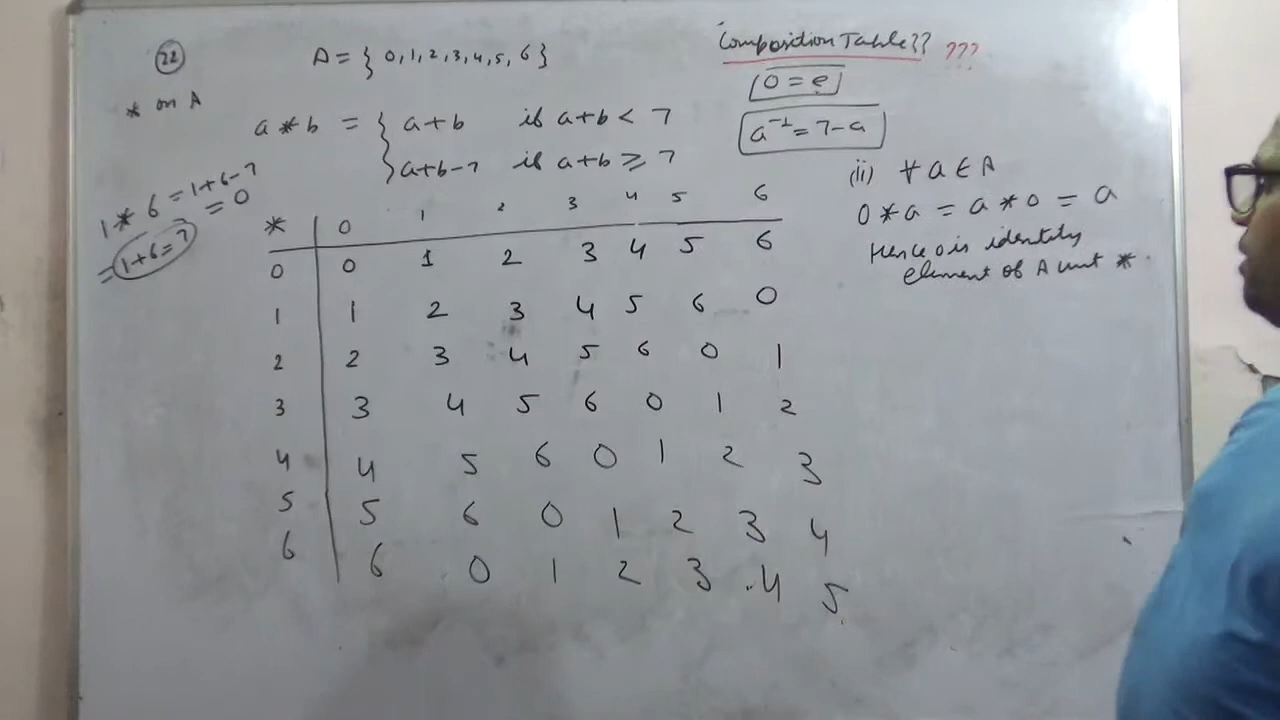 22
A = { 0, 1, 2, 3, 4, 5, 6 }
Composition Table?? ???
* on A
0 = e
a * b = { a+b if a+b < 7
a+b-7 if a+b ≥ 7
a⁻¹ = 7-a
1 * 6 = 1+6-7
= 0
= 1+6=7
(ii) ∀ a ∈ A
0 * a = a * 0 = a
Hence 0 is identity
element of A wrt *.
* 0 1 2 3 4 5 6
0 0 1 2 3 4 5 6
1 1 2 3 4 5 6 0
2 2 3 4 5 6 0 1
3 3 4 5 6 0 1 2
4 4 5 6 0 1 2 3
5 5 6 0 1 2 3 4
6 6 0 1 2 3 4 5